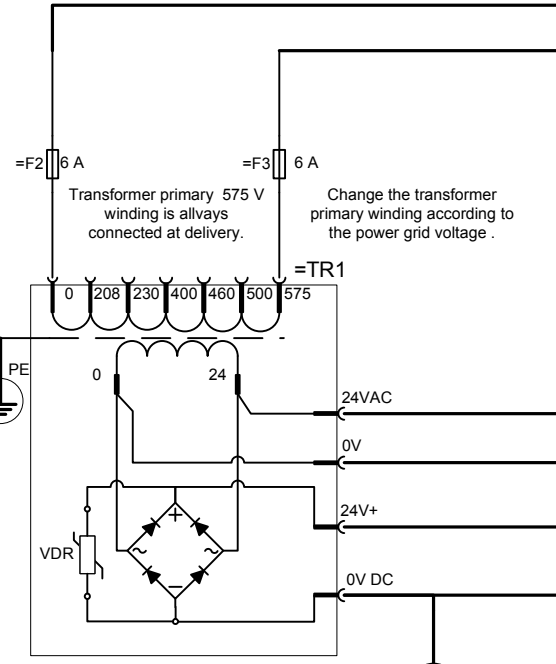 =F2 6 A
=F3 6 A
Transformer primary 575 V
winding is allvays
connected at delivery.
Change the transformer
primary winding according to
the power grid voltage .
=TR1
0 208 230 400 460 500 575
PE
0 24
24VAC
0V
24V+
VDR
+
~ ~
−
0V DC